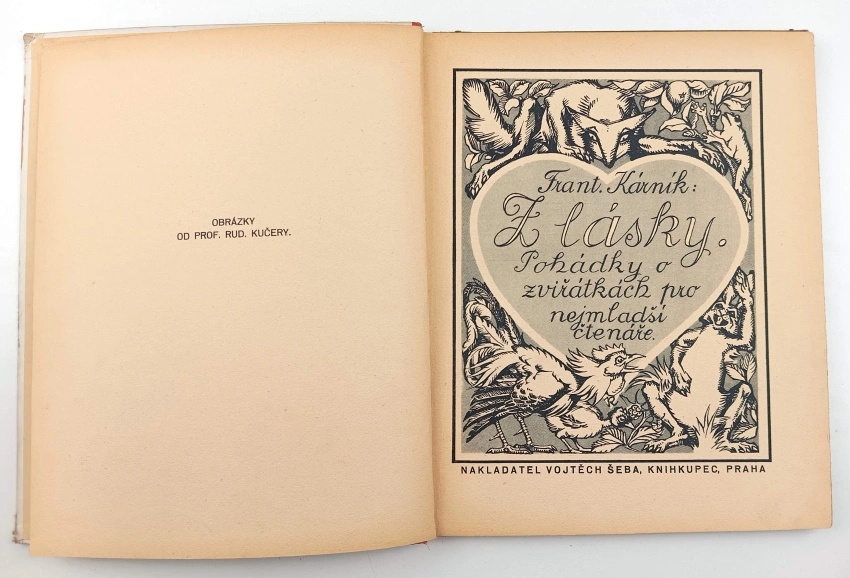 OBRÁZKY
OD PROF. RUD. KUČERY.
Frant. Kárník:
Z lásky.
Pohádky o
zvířátkách pro
nejmladší
čtenáře.
NAKLADATEL VOJTĚCH ŠEBA, KNIHKUPEC, PRAHA